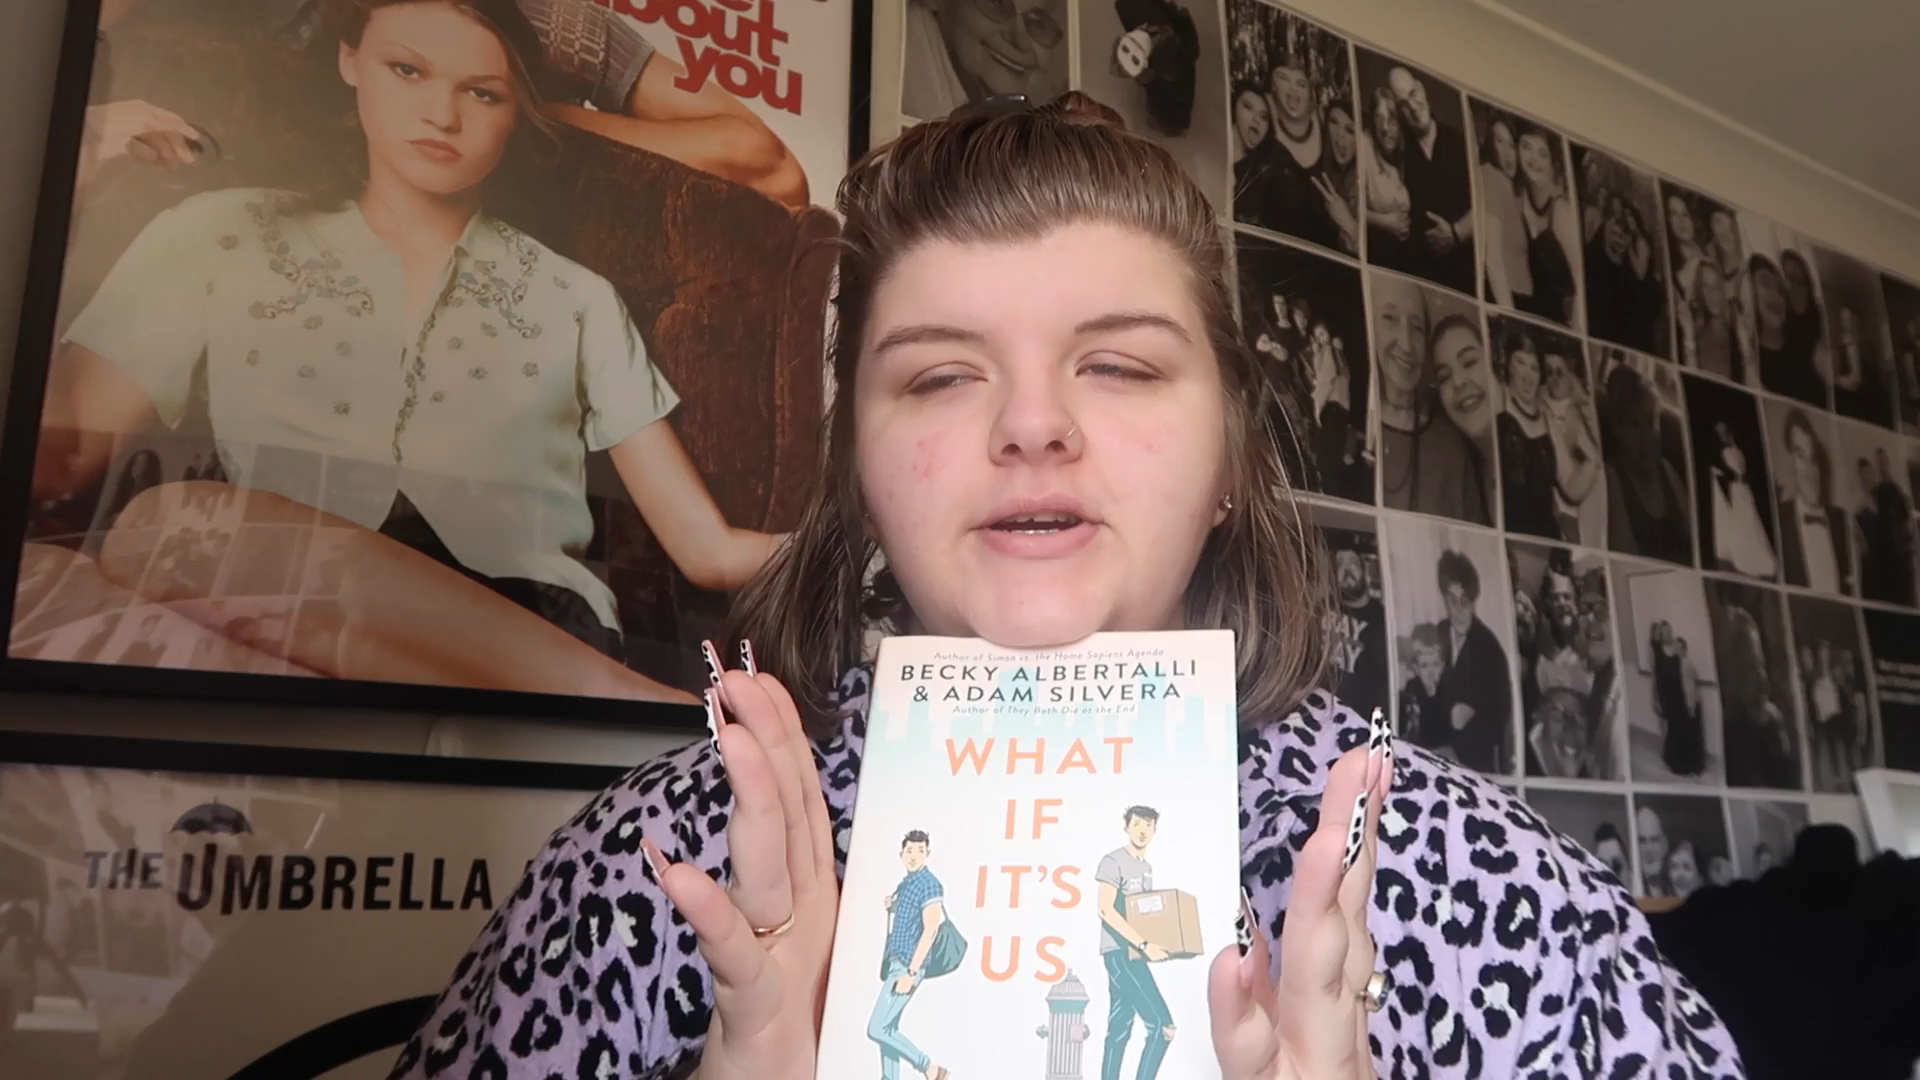 about
you
THE UMBRELLA
Author of Simon vs. the Homo Sapiens Agenda
BECKY ALBERTALLI
& ADAM SILVERA
Author of They Both Die at the End
WHAT
IF
IT'S
US